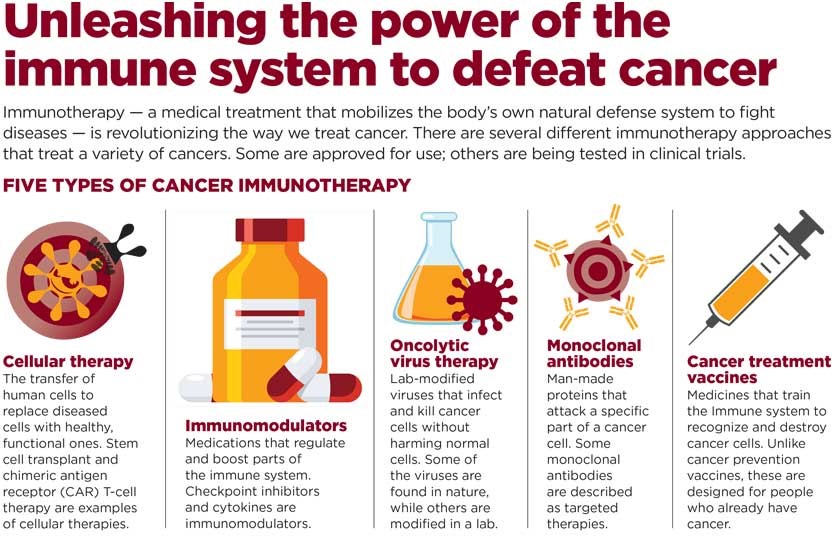 Unleashing the power of the
immune system to defeat cancer
Immunotherapy — a medical treatment that mobilizes the body's own natural defense system to fight
diseases — is revolutionizing the way we treat cancer. There are several different immunotherapy approaches
that treat a variety of cancers. Some are approved for use; others are being tested in clinical trials.
FIVE TYPES OF CANCER IMMUNOTHERAPY
Cellular therapy
The transfer of
human cells to
replace diseased
cells with healthy,
functional ones. Stem
cell transplant and
chimeric antigen
receptor (CAR) T-cell
therapy are examples
of cellular therapies.
Immunomodulators
Medications that regulate
and boost parts of
the immune system.
Checkpoint inhibitors
and cytokines are
immunomodulators.
Oncolytic
virus therapy
Lab-modified
viruses that infect
and kill cancer
cells without
harming normal
cells. Some of
the viruses are
found in nature,
while others are
modified in a lab.
Monoclonal
antibodies
Man-made
proteins that
attack a specific
part of a cancer
cell. Some
monoclonal
antibodies
are described
as targeted
therapies.
Cancer treatment
vaccines
Medicines that train
the Immune system to
recognize and destroy
cancer cells. Unlike
cancer prevention
vaccines, these are
designed for people
who already have
cancer.